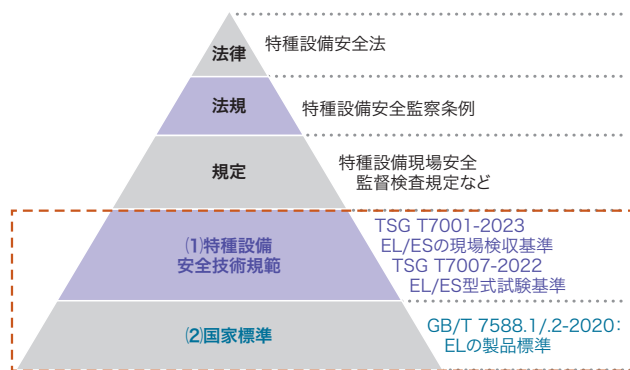 法律
特種設備安全法
法規
特種設備安全監察条例
規定
特種設備現場安全
監督検査規定など
(1)特種設備
安全技術規範
TSG T7001-2023
EL/ESの現場検収基準
TSG T7007-2022
EL/ES型式試験基準
(2)国家標準
GB/T 7588.1/.2-2020：
ELの製品標準